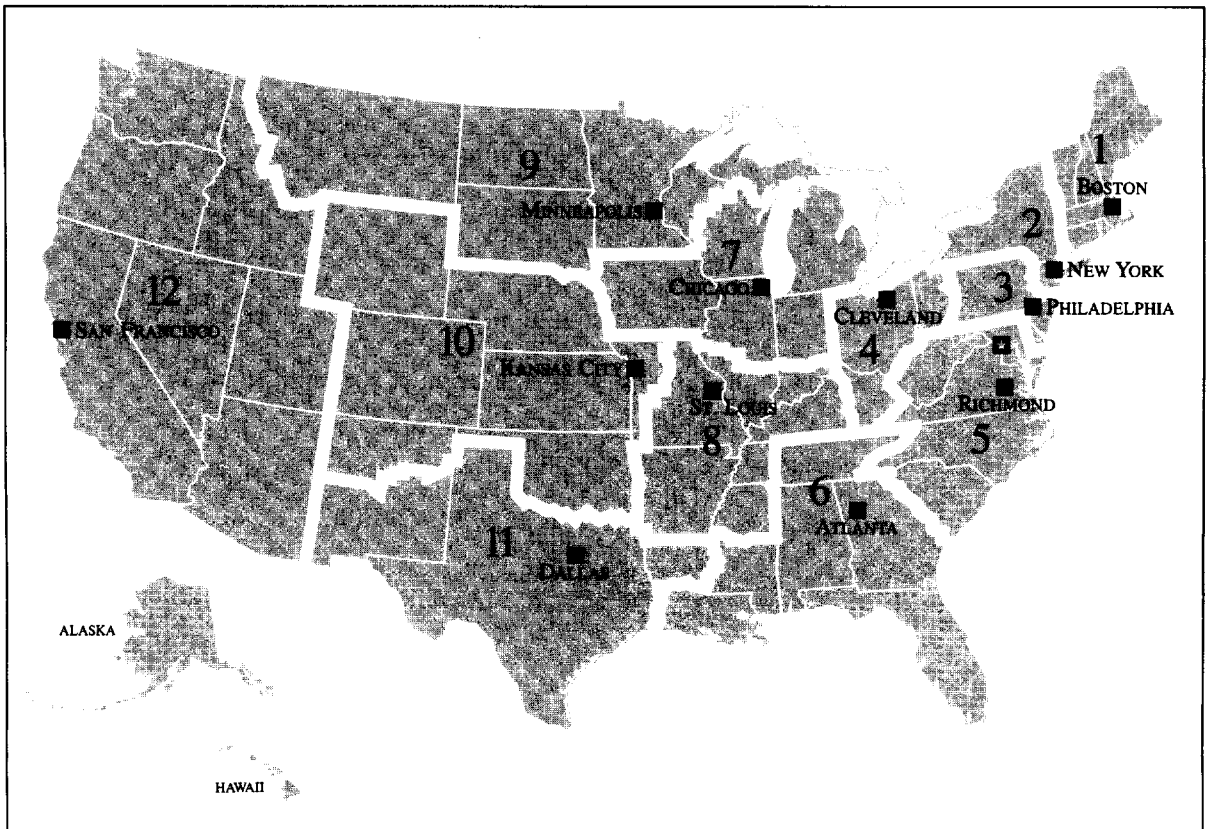 1
BOSTON
9
MINNEAPOLIS
2
7
NEW YORK
12
CHICAGO
3
CLEVELAND
PHILADELPHIA
SAN FRANCISCO
10
4
KANSAS CITY
ST. LOUIS
RICHMOND
8
5
6
ATLANTA
11
DALLAS
ALASKA
HAWAII